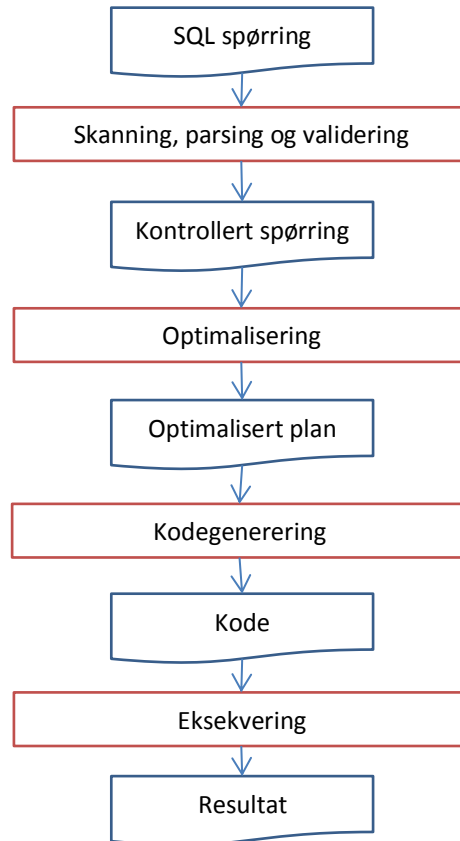 SQL spørring
Skanning, parsing og validering
Kontrollert spørring
Optimalisering
Optimalisert plan
Kodegenerering
Kode
Eksekvering
Resultat